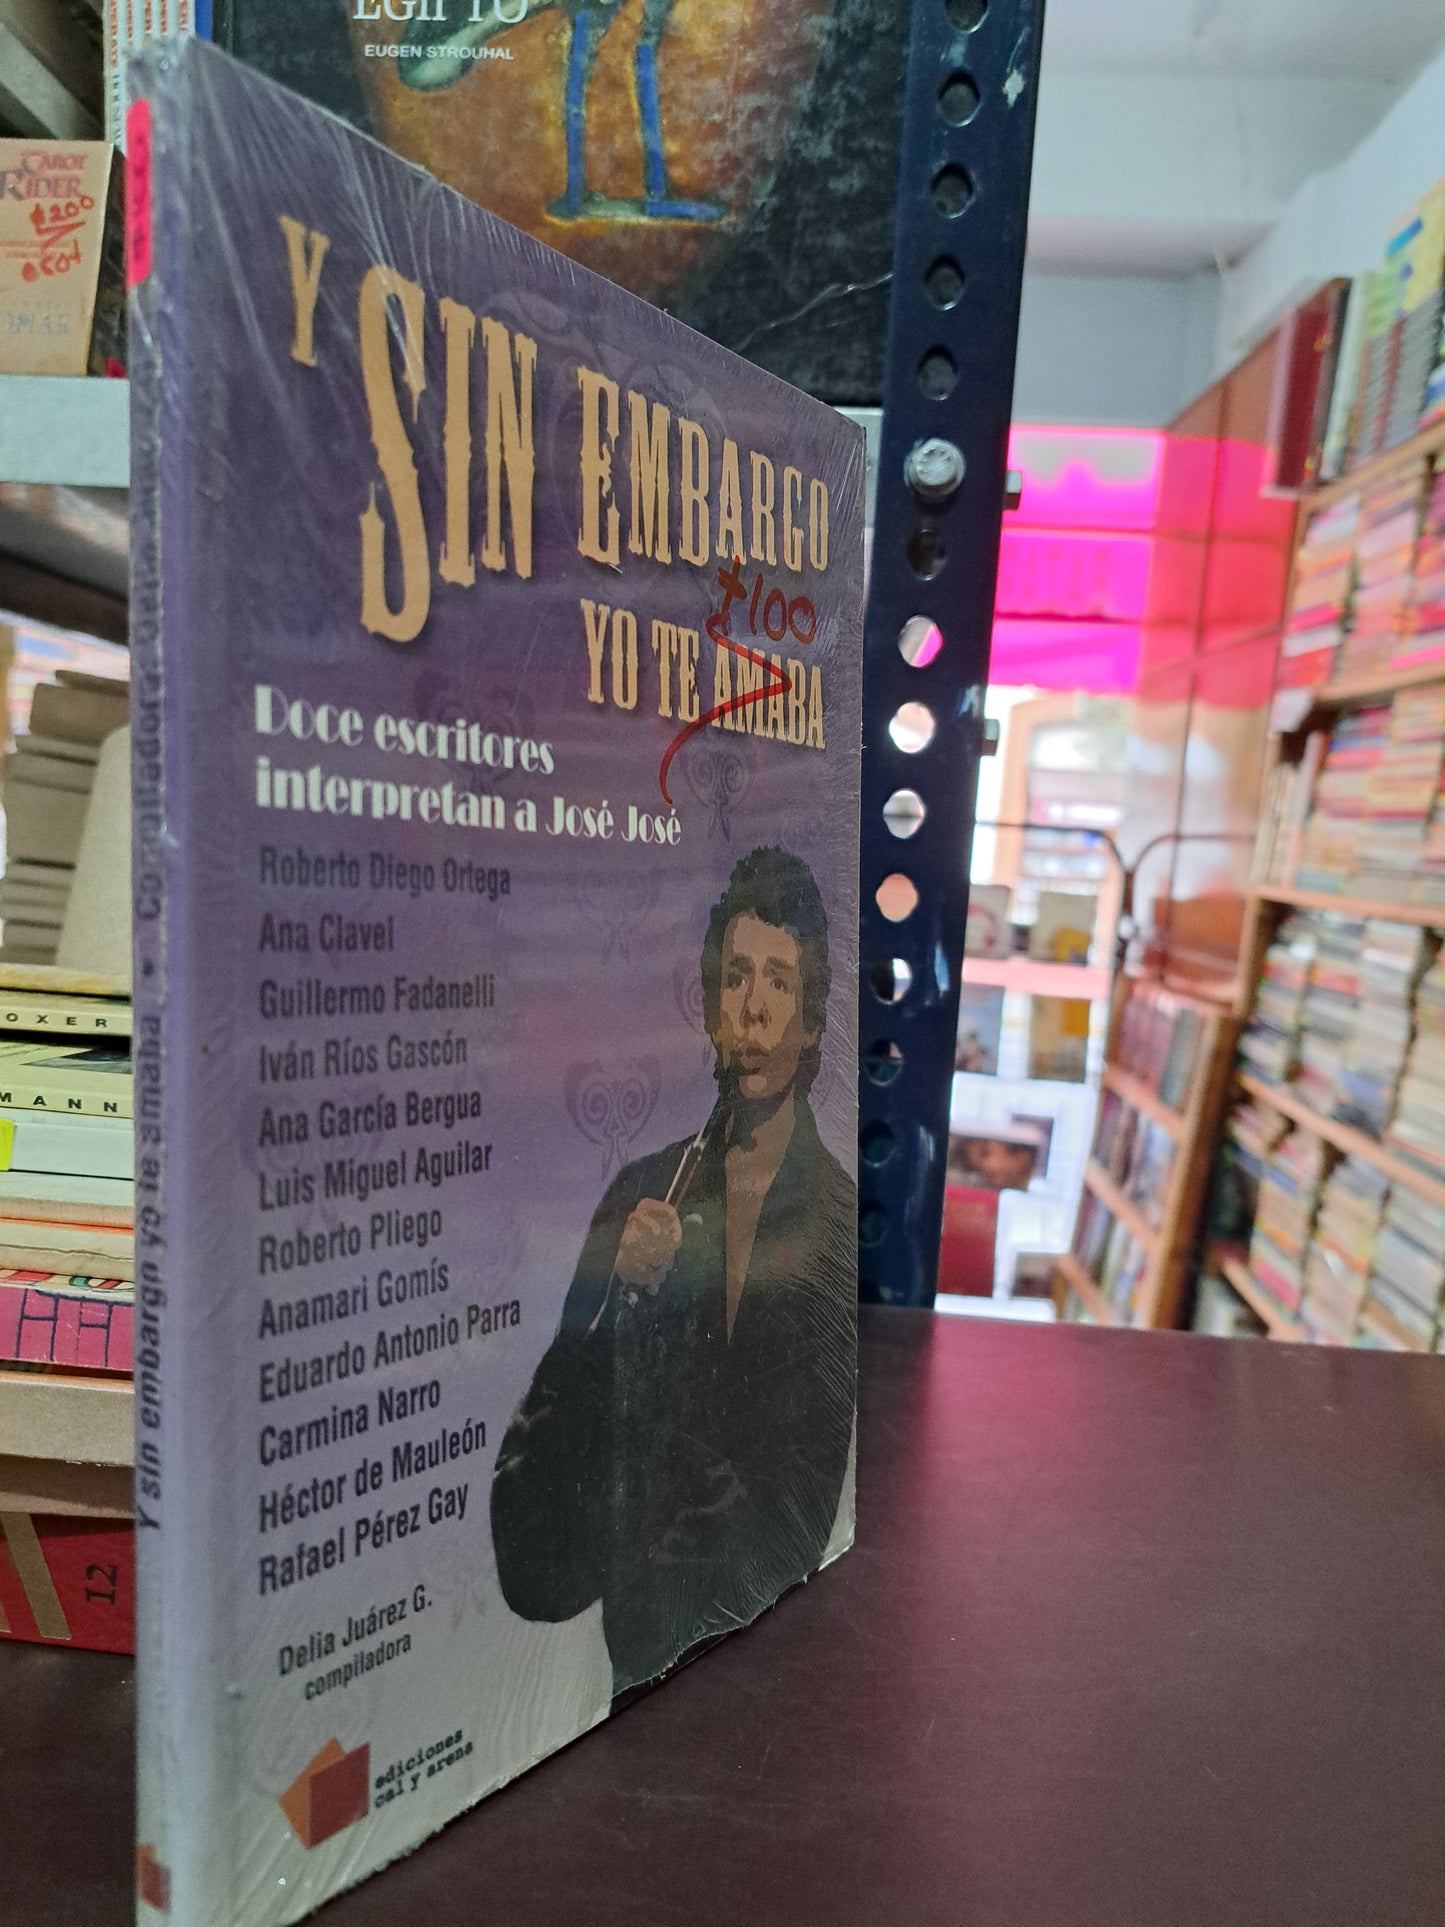 EGIPTO
EUGEN STROUHAL
RIDER
$200
Y SIN EMBARGO
YO TE AMABA
$100
Doce escritores
interpretan a José José
Roberto Diego Ortega
Ana Clavel
Guillermo Fadanelli
Iván Ríos Gascón
Ana García Bergua
Luis Miguel Aguilar
Roberto Pliego
Anamari Gomís
Eduardo Antonio Parra
Carmina Narro
Héctor de Mauleón
Rafael Pérez Gay
Delia Juárez G.
compiladora
ediciones
cal y arena
Y sin embargo yo te amaba • Compiladora:
OXER
MANN
12